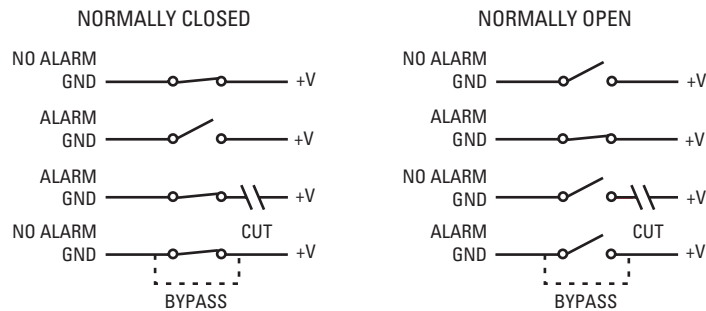 NORMALLY CLOSED
NO ALARM
GND +V
ALARM
GND +V
ALARM
GND +V
NO ALARM CUT
GND +V
BYPASS
NORMALLY OPEN
NO ALARM
GND +V
ALARM
GND +V
NO ALARM
GND +V
ALARM CUT
GND +V
BYPASS